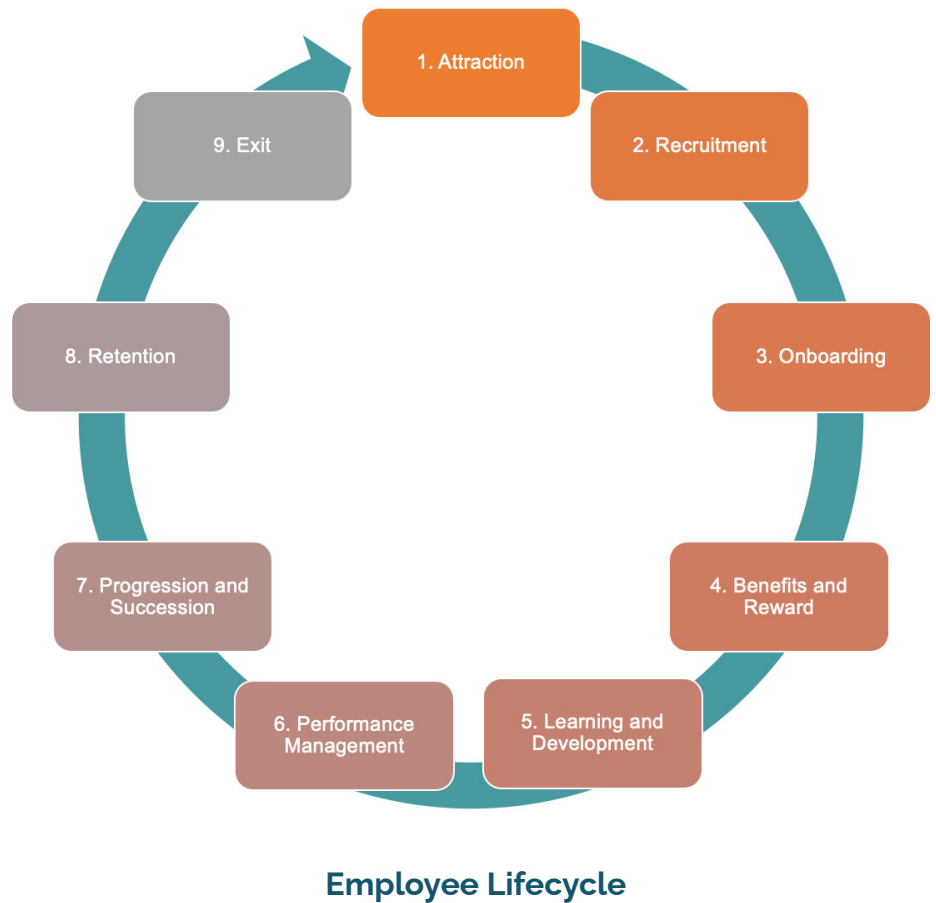 1. Attraction
2. Recruitment
3. Onboarding
4. Benefits and
Reward
5. Learning and
Development
6. Performance
Management
7. Progression and
Succession
8. Retention
9. Exit
Employee Lifecycle